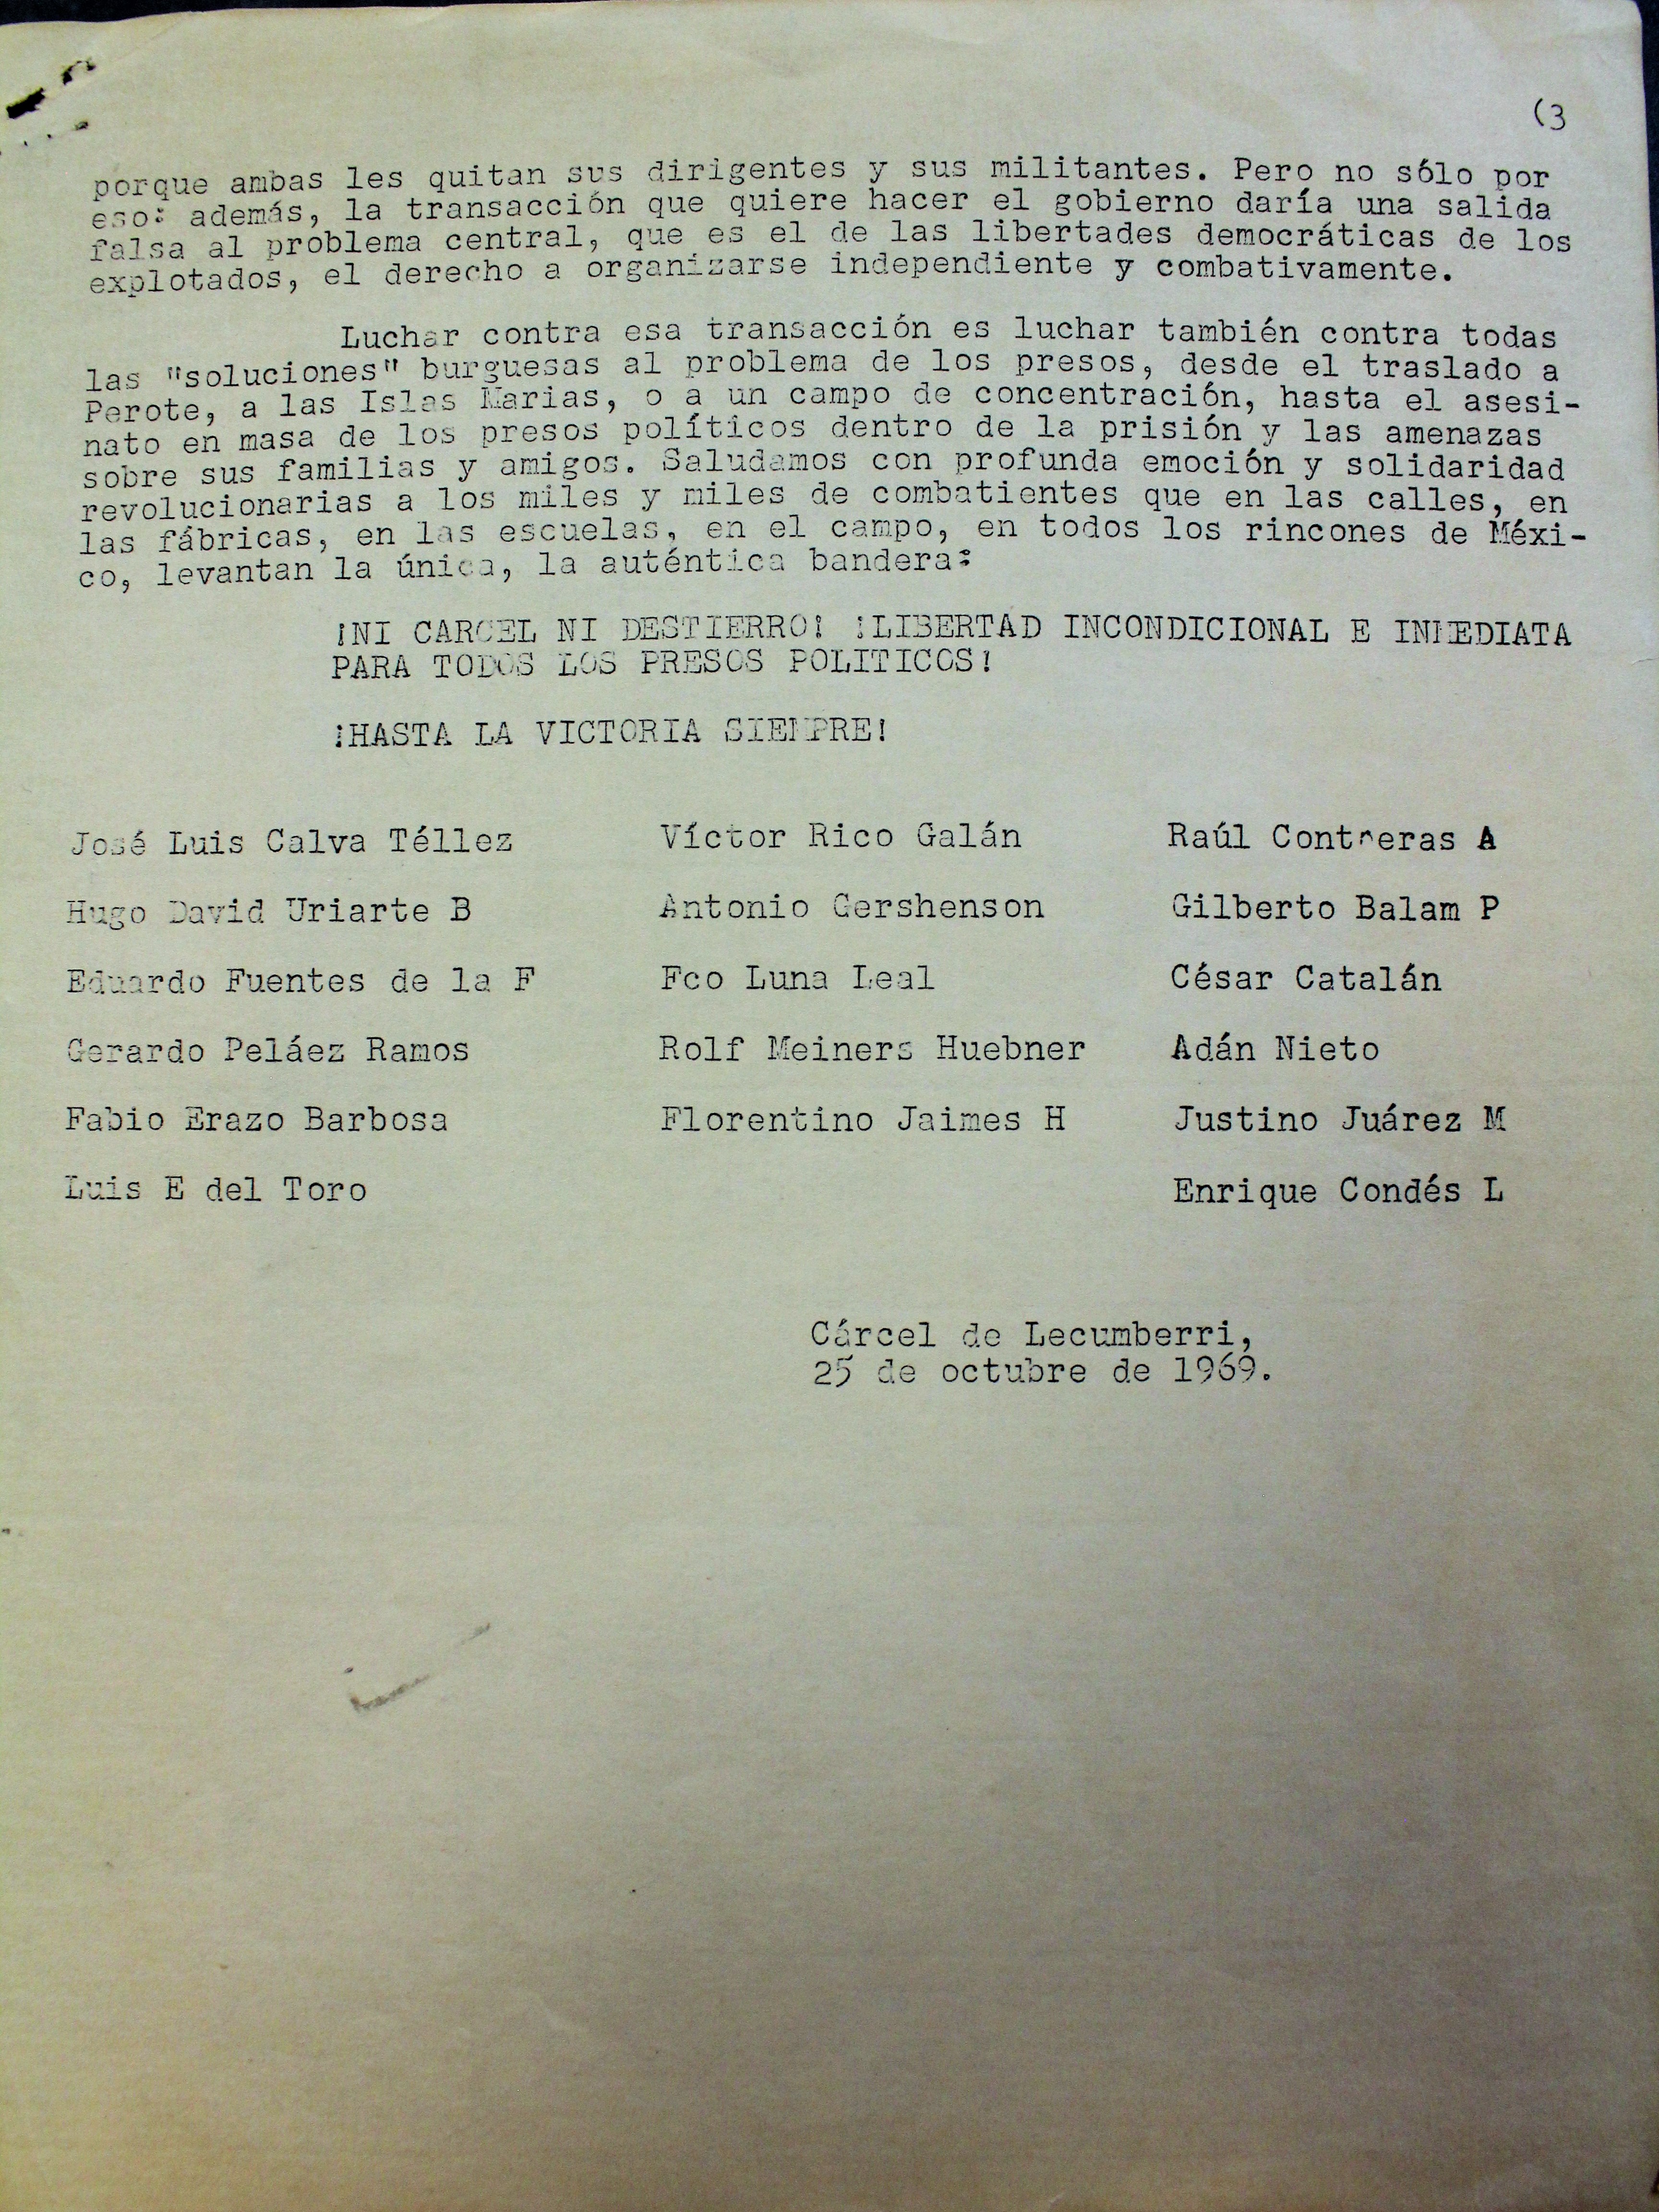 (3
porque ambas les quitan sus dirigentes y sus militantes. Pero no sólo por
eso: además, la transacción que quiere hacer el gobierno daría una salida
falsa al problema central, que es el de las libertades democráticas de los
explotados, el derecho a organizarse independiente y combativamente.
Luchar contra esa transacción es luchar también contra todas
las "soluciones" burguesas al problema de los presos, desde el traslado a
Perote, a las Islas Marias, o a un campo de concentración, hasta el asesi-
nato en masa de los presos políticos dentro de la prisión y las amenazas
sobre sus familias y amigos. Saludamos con profunda emoción y solidaridad
revolucionarias a los miles y miles de combatientes que en las calles, en
las fábricas, en las escuelas, en el campo, en todos los rincones de Méxi-
co, levantan la única, la auténtica bandera:
¡NI CARCEL NI DESTIERRO! ¡LIBERTAD INCONDICIONAL E INMEDIATA
PARA TODOS LOS PRESOS POLITICOS!
¡HASTA LA VICTORIA SIEMPRE!
José Luis Calva Téllez Víctor Rico Galán Raúl Contreras A
Hugo David Uriarte B Antonio Gershenson Gilberto Balam P
Eduardo Fuentes de la F Fco Luna Leal César Catalán
Gerardo Peláez Ramos Rolf Meiners Huebner Adán Nieto
Fabio Erazo Barbosa Florentino Jaimes H Justino Juárez M
Luis E del Toro Enrique Condés L
Cárcel de Lecumberri,
25 de octubre de 1969.